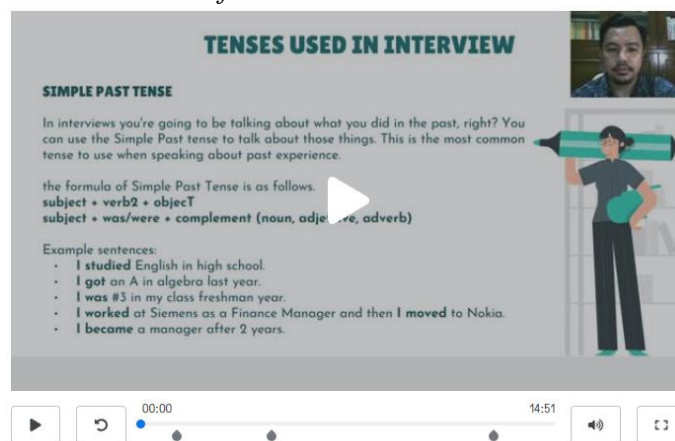 TENSES USED IN INTERVIEW
SIMPLE PAST TENSE
In interviews you're going to be talking about what you did in the past, right? You
can use the Simple Past tense to talk about those things. This is the most common
tense to use when speaking about past experience.
the formula of Simple Past Tense is as follows.
subject + verb2 + objecT
subject + was/were + complement (noun, adverb)
Example sentences:
• I studied English in high school.
• I got an A in algebra last year.
• I was #3 in my class freshman year.
• I worked at Siemens as a Finance Manager and then I moved to Nokia.
• I became a manager after 2 years.
00:00 14:51